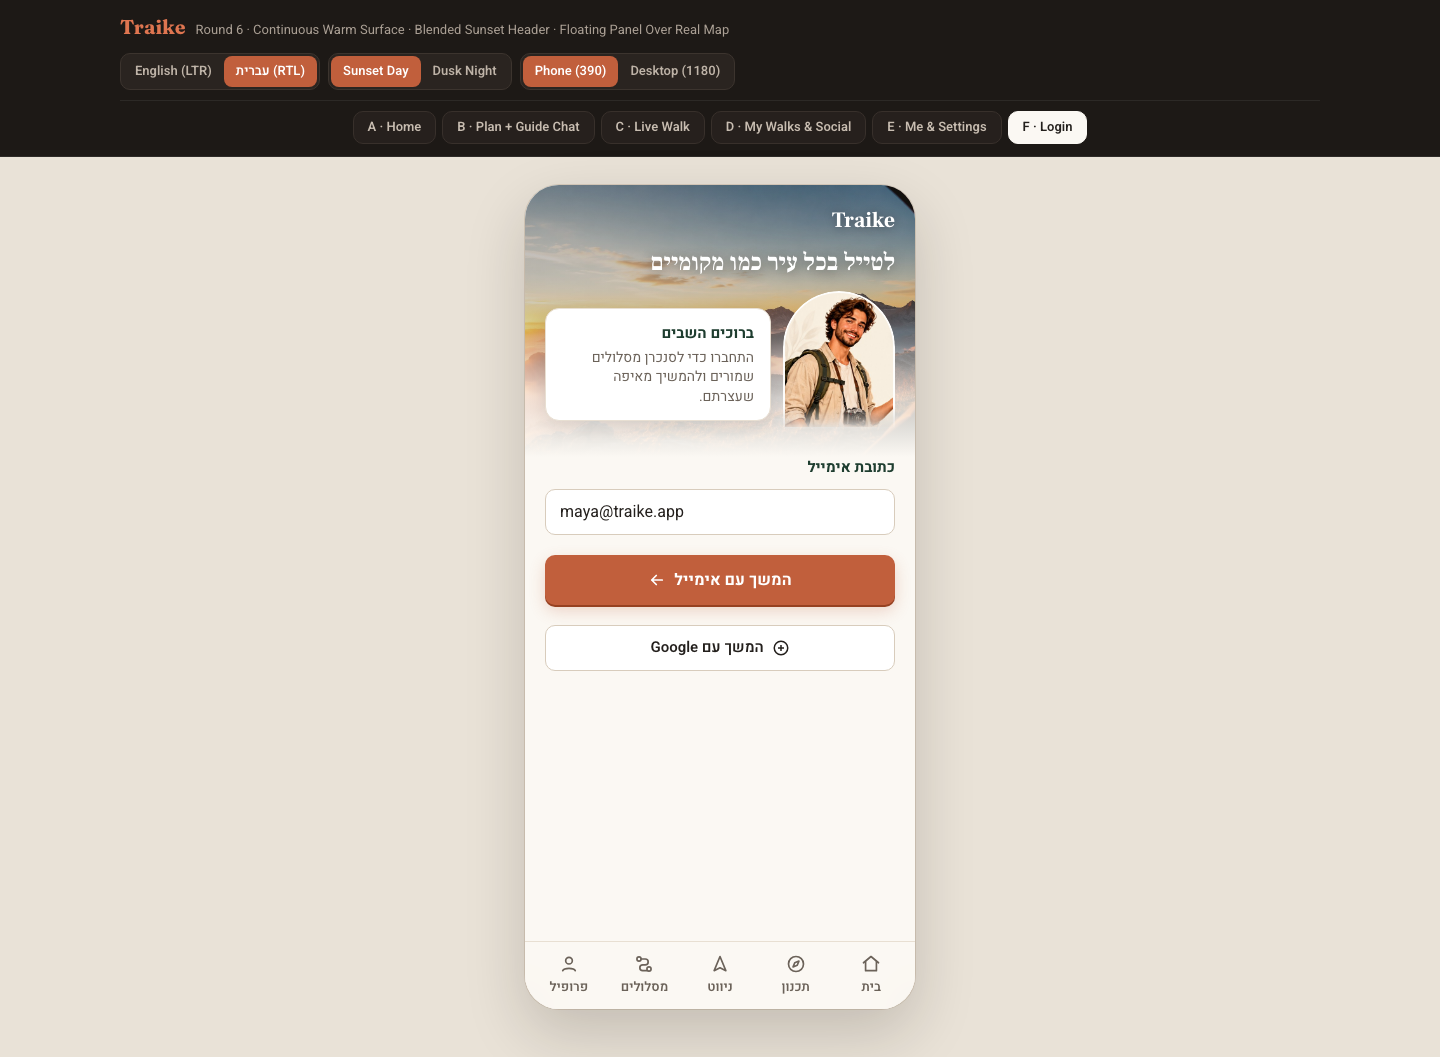 Traike Round 6 · Continuous Warm Surface · Blended Sunset Header · Floating Panel Over Real Map
English (LTR) עברית (RTL) Sunset Day Dusk Night Phone (390) Desktop (1180)
A · Home B · Plan + Guide Chat C · Live Walk D · My Walks & Social E · Me & Settings F · Login
Traike
לטייל בכל עיר כמו מקומיים
ברוכים השבים
התחברו כדי לסנכרן מסלולים
שמורים ולהמשיך מאיפה
שעצרתם.
כתובת אימייל
maya@traike.app
המשך עם אימייל ←
המשך עם Google
בית תכנון ניווט מסלולים פרופיל